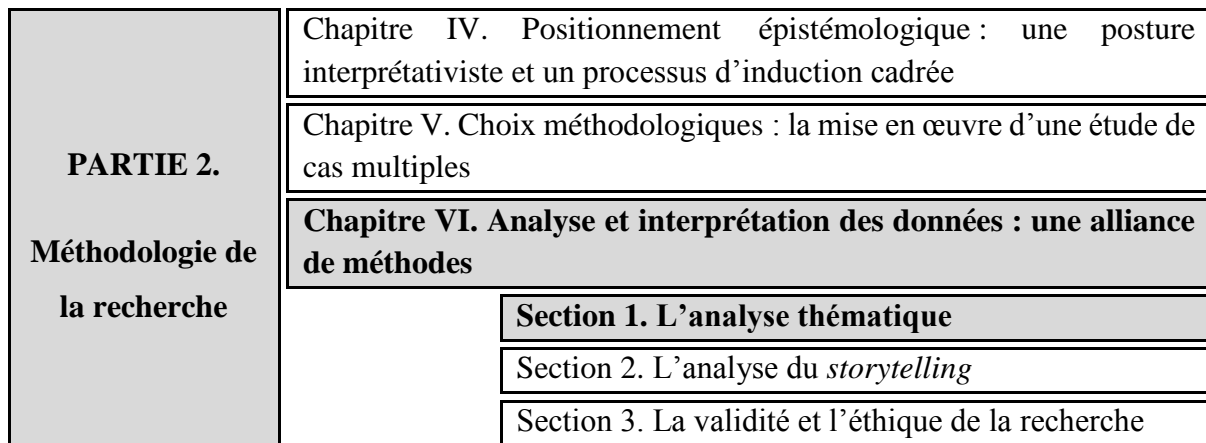 PARTIE 2.
Méthodologie de
la recherche
Chapitre IV. Positionnement épistémologique : une posture
interprétativiste et un processus d’induction cadrée
Chapitre V. Choix méthodologiques : la mise en œuvre d’une étude de
cas multiples
Chapitre VI. Analyse et interprétation des données : une alliance
de méthodes
Section 1. L’analyse thématique
Section 2. L’analyse du storytelling
Section 3. La validité et l’éthique de la recherche